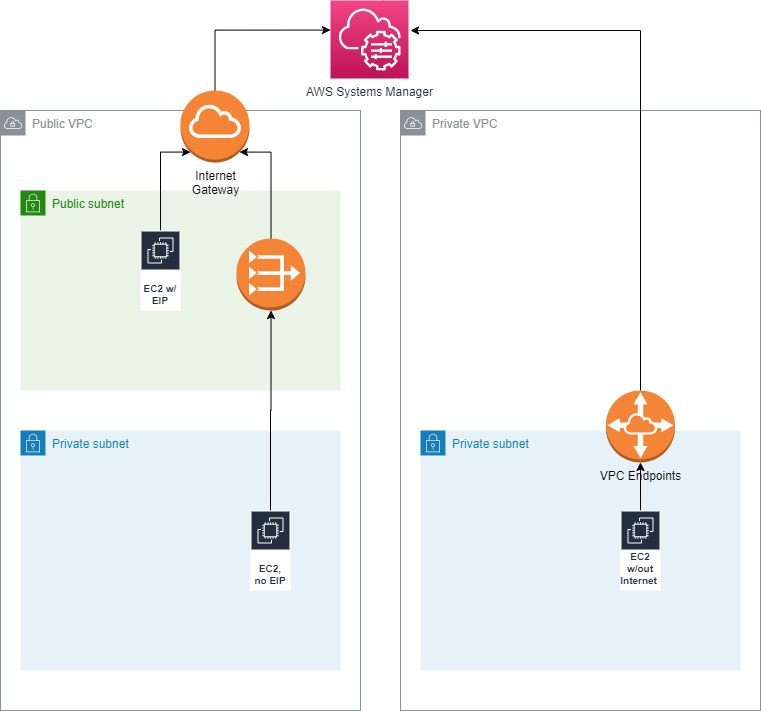 AWS Systems Manager
Public VPC
Private VPC
Internet
Gateway
Public subnet
EC2 w/
EIP
Private subnet
Private subnet
VPC Endpoints
EC2,
no EIP
EC2
w/out
Internet